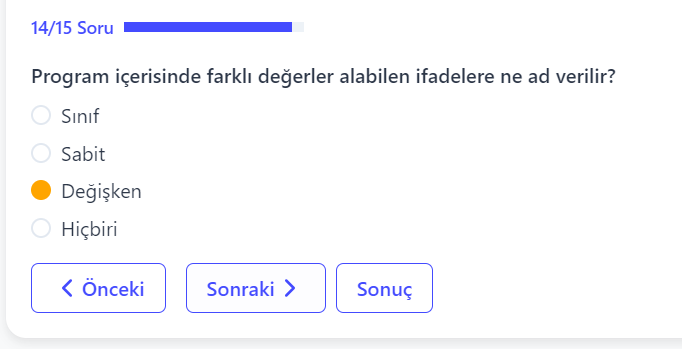 14/15 Soru
Program içerisinde farklı değerler alabilen ifadelere ne ad verilir?
Sınıf
Sabit
Değişken
Hiçbiri
Önceki Sonraki Sonuç